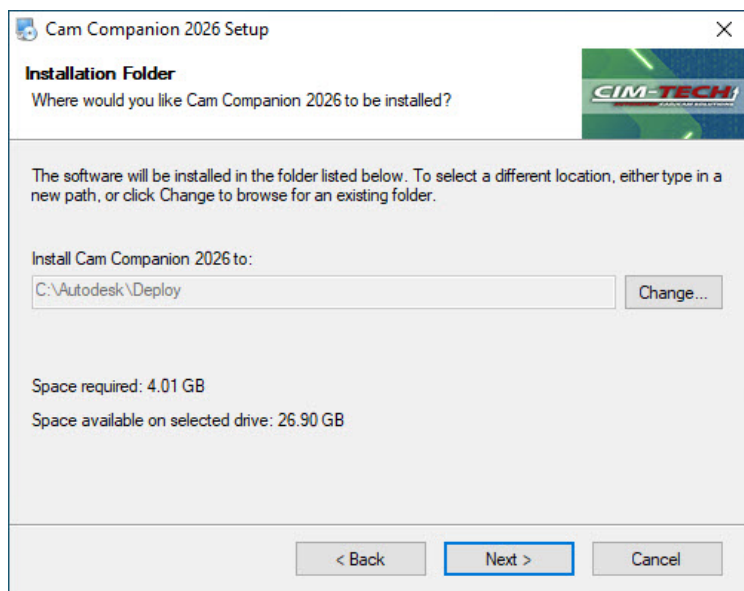 Cam Companion 2026 Setup
Installation Folder
Where would you like Cam Companion 2026 to be installed?
CIM-TECH
The software will be installed in the folder listed below. To select a different location, either type in a
new path, or click Change to browse for an existing folder.
Install Cam Companion 2026 to:
C:\Autodesk\Deploy
Change...
Space required: 4.01 GB
Space available on selected drive: 26.90 GB
< Back
Next >
Cancel